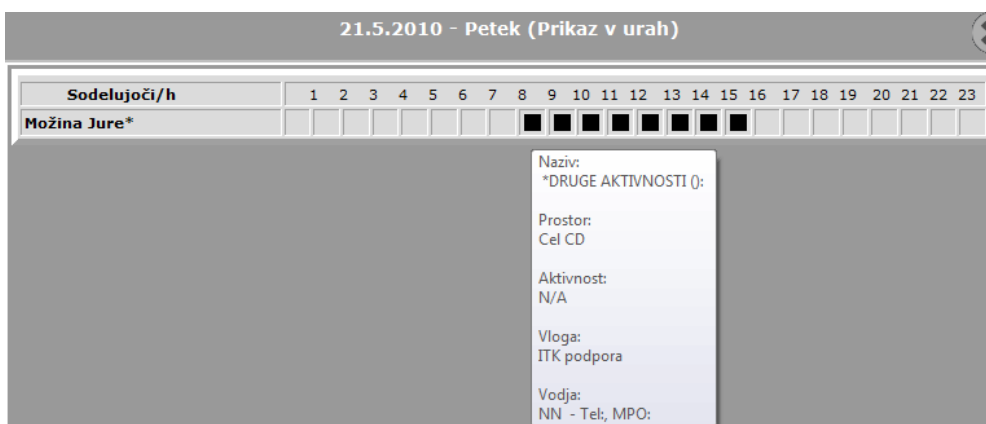 21.5.2010 - Petek (Prikaz v urah)
Sodelujoči/h 1 2 3 4 5 6 7 8 9 10 11 12 13 14 15 16 17 18 19 20 21 22 23
Možina Jure*
Naziv:
*DRUGE AKTIVNOSTI ():
Prostor:
Cel CD
Aktivnost:
N/A
Vloga:
ITK podpora
Vodja:
NN - Tel:, MPO: